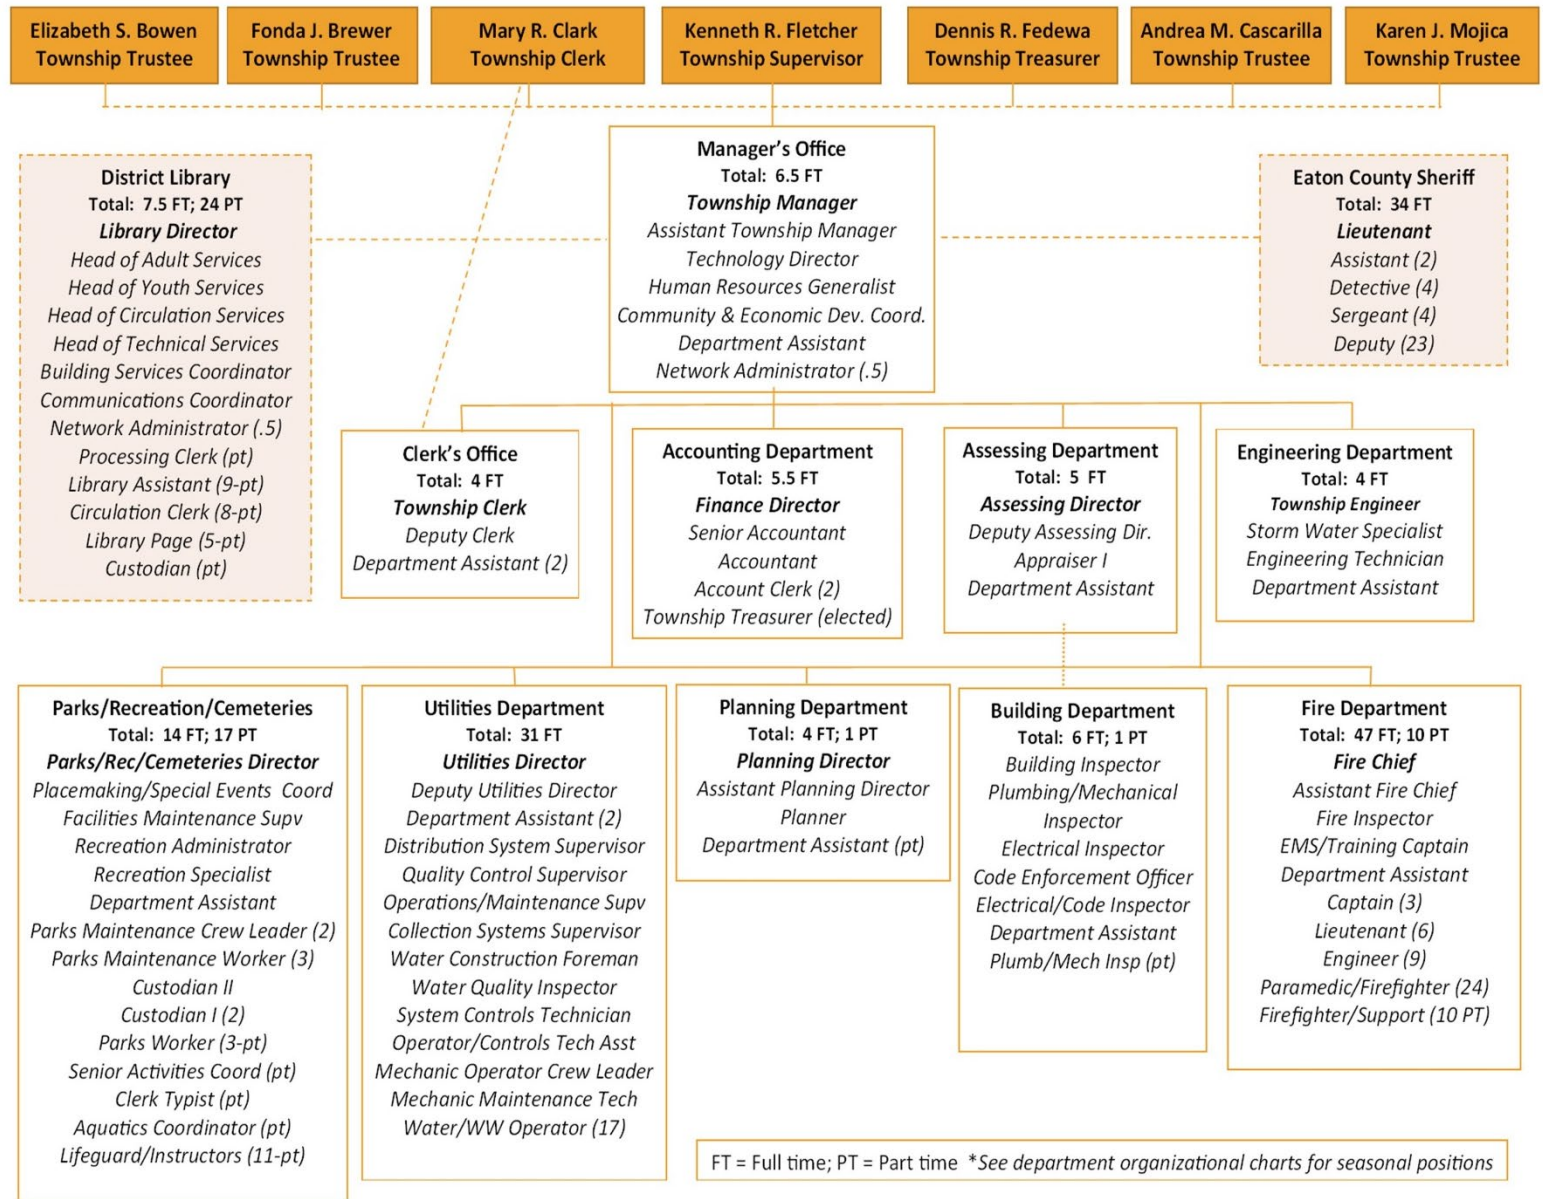 Elizabeth S. Bowen
Township Trustee
Fonda J. Brewer
Township Trustee
Mary R. Clark
Township Clerk
Kenneth R. Fletcher
Township Supervisor
Dennis R. Fedewa
Township Treasurer
Andrea M. Cascarilla
Township Trustee
Karen J. Mojica
Township Trustee
District Library
Total: 7.5 FT; 24 PT
Library Director
Head of Adult Services
Head of Youth Services
Head of Circulation Services
Head of Technical Services
Building Services Coordinator
Communications Coordinator
Network Administrator (.5)
Processing Clerk (pt)
Library Assistant (9-pt)
Circulation Clerk (8-pt)
Library Page (5-pt)
Custodian (pt)
Manager's Office
Total: 6.5 FT
Township Manager
Assistant Township Manager
Technology Director
Human Resources Generalist
Community & Economic Dev. Coord.
Department Assistant
Network Administrator (.5)
Eaton County Sheriff
Total: 34 FT
Lieutenant
Assistant (2)
Detective (4)
Sergeant (4)
Deputy (23)
Clerk's Office
Total: 4 FT
Township Clerk
Deputy Clerk
Department Assistant (2)
Accounting Department
Total: 5.5 FT
Finance Director
Senior Accountant
Accountant
Account Clerk (2)
Township Treasurer (elected)
Assessing Department
Total: 5 FT
Assessing Director
Deputy Assessing Dir.
Appraiser I
Department Assistant
Engineering Department
Total: 4 FT
Township Engineer
Storm Water Specialist
Engineering Technician
Department Assistant
Parks/Recreation/Cemeteries
Total: 14 FT; 17 PT
Parks/Rec/Cemeteries Director
Placemaking/Special Events Coord
Facilities Maintenance Supv
Recreation Administrator
Recreation Specialist
Department Assistant
Parks Maintenance Crew Leader (2)
Parks Maintenance Worker (3)
Custodian II
Custodian I (2)
Parks Worker (3-pt)
Senior Activities Coord (pt)
Clerk Typist (pt)
Aquatics Coordinator (pt)
Lifeguard/Instructors (11-pt)
Utilities Department
Total: 31 FT
Utilities Director
Deputy Utilities Director
Department Assistant (2)
Distribution System Supervisor
Quality Control Supervisor
Operations/Maintenance Supv
Collection Systems Supervisor
Water Construction Foreman
Water Quality Inspector
System Controls Technician
Operator/Controls Tech Asst
Mechanic Operator Crew Leader
Mechanic Maintenance Tech
Water/WW Operator (17)
Planning Department
Total: 4 FT; 1 PT
Planning Director
Assistant Planning Director
Planner
Department Assistant (pt)
Building Department
Total: 6 FT; 1 PT
Building Inspector
Plumbing/Mechanical
Inspector
Electrical Inspector
Code Enforcement Officer
Electrical/Code Inspector
Department Assistant
Plumb/Mech Insp (pt)
Fire Department
Total: 47 FT; 10 PT
Fire Chief
Assistant Fire Chief
Fire Inspector
EMS/Training Captain
Department Assistant
Captain (3)
Lieutenant (6)
Engineer (9)
Paramedic/Firefighter (24)
Firefighter/Support (10 PT)
FT = Full time; PT = Part time *See department organizational charts for seasonal positions